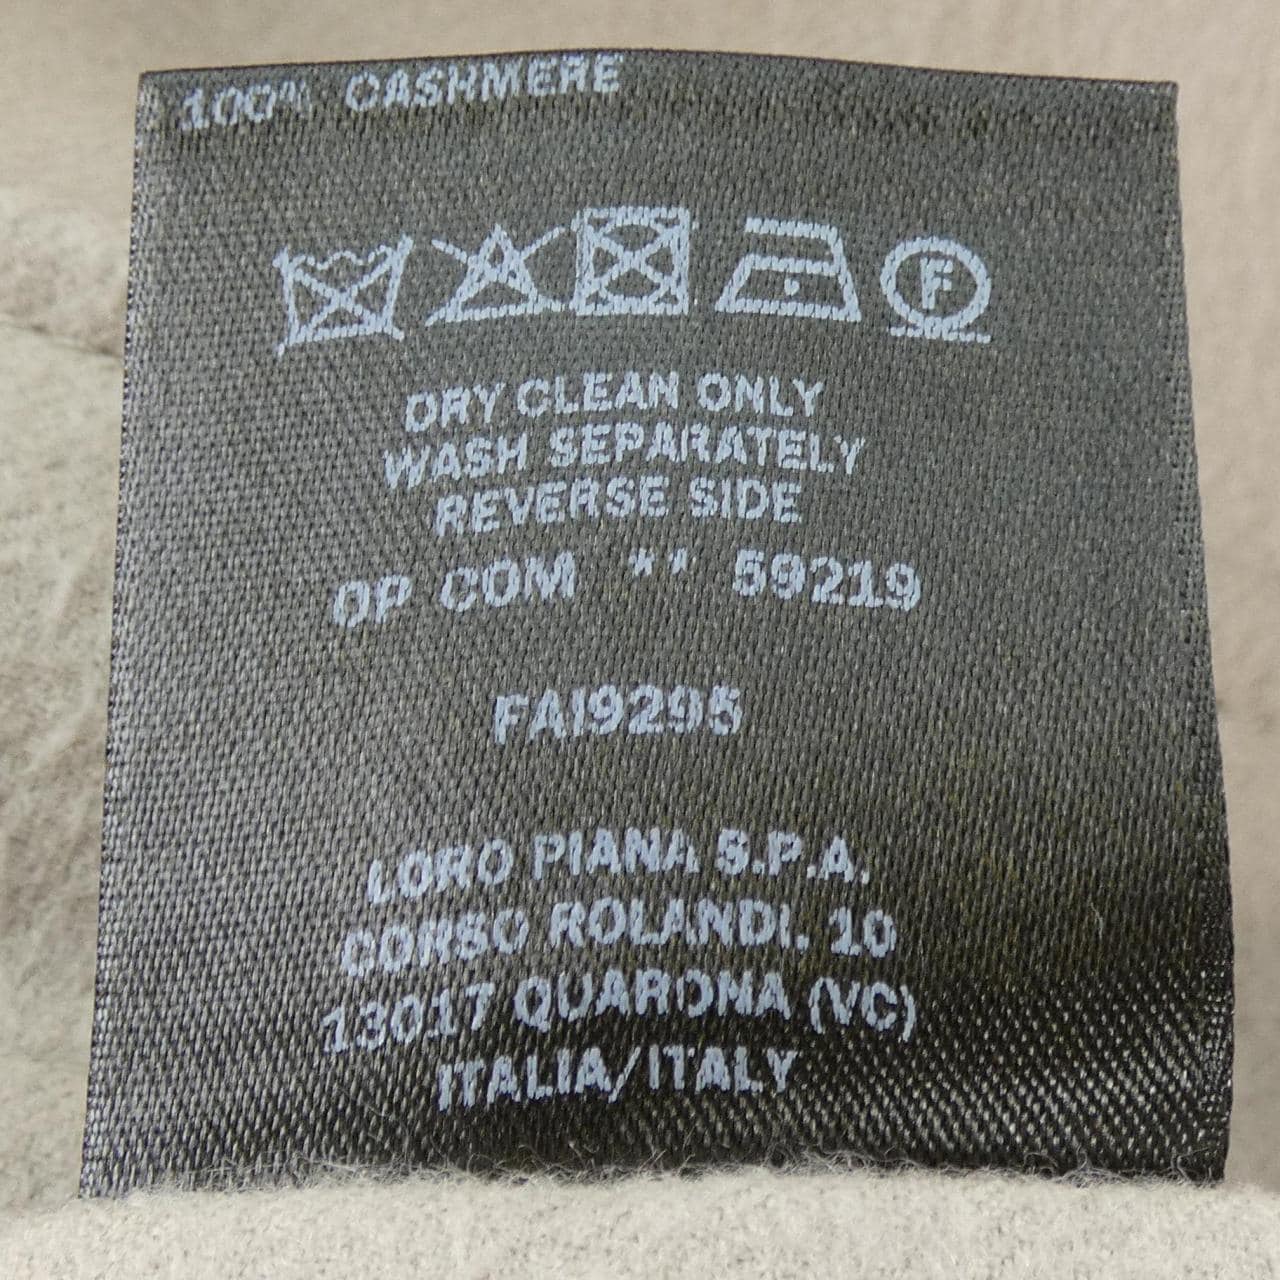 100% CASHMERE
F
DRY CLEAN ONLY
WASH SEPARATELY
REVERSE SIDE
OP COM ** 59219
FAI9295
LORO PIANA S.P.A.
CORSO ROLANDI, 10
13017 QUARONA (VC)
ITALIA/ITALY